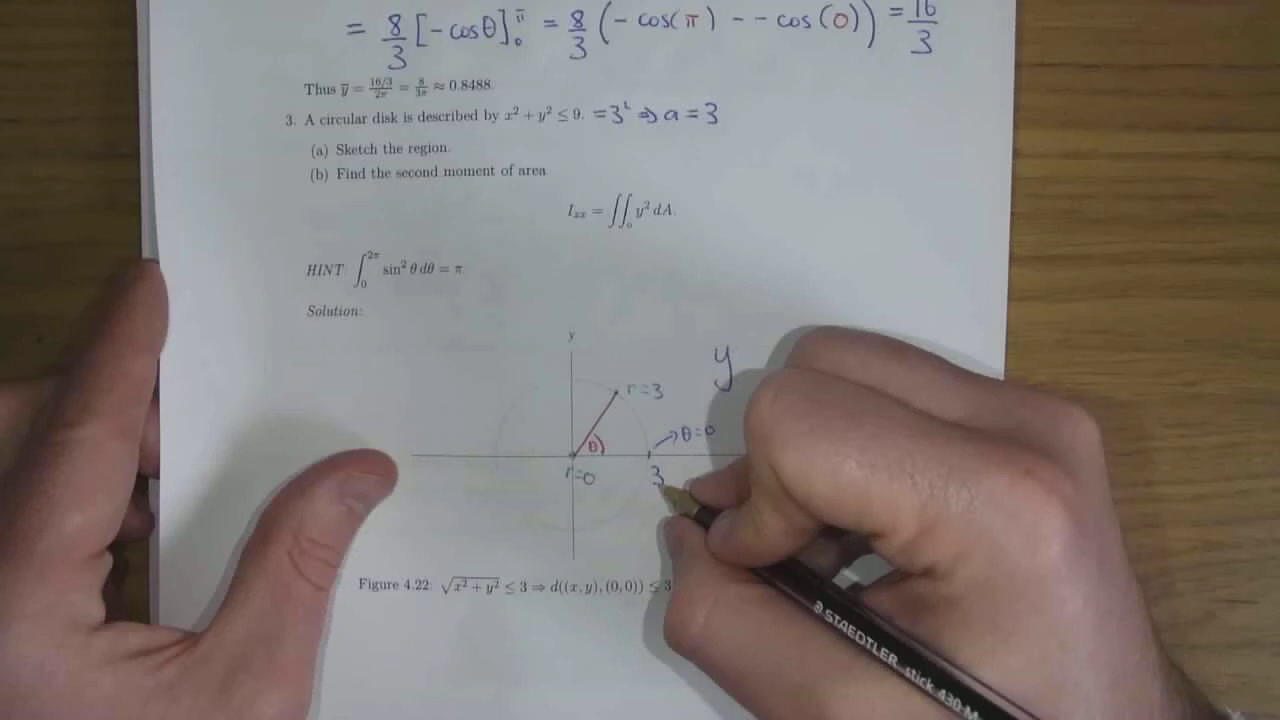 = 8/3 [-cosθ]₀^π = 8/3 (- cos(π) - - cos(0)) = 16/3
Thus y̅ = (16/3)/(2π) = 8/(3π) ≈ 0.8488.
3. A circular disk is described by x² + y² ≤ 9. = 3² ⇒ a = 3
(a) Sketch the region.
(b) Find the second moment of area
Iₓₓ = ∬ y² dA.
HINT: ∫₀^{2π} sin² θ dθ = π
Solution:
y
y
r=3
θ
θ=0
r=0
3
Figure 4.22: √(x² + y²) ≤ 3 ⇒ d((x, y), (0, 0)) ≤ 3
STAEDTLER stick 430 M